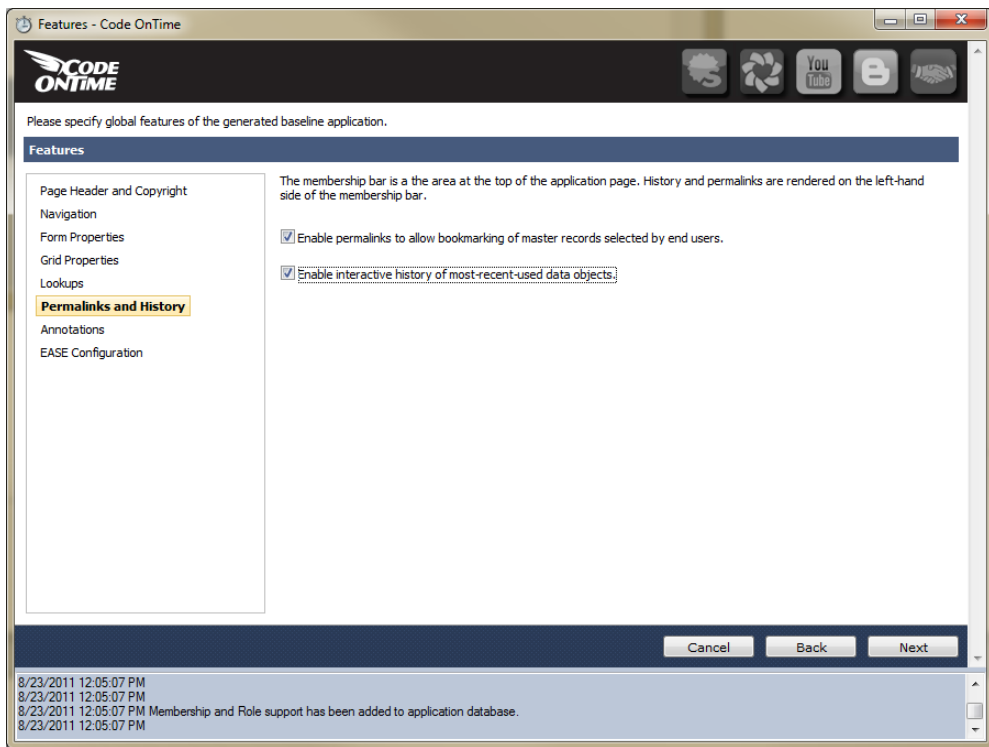 Features - Code OnTime
CODE
ONTIME
You
Tube
Please specify global features of the generated baseline application.
Features
Page Header and Copyright
Navigation
Form Properties
Grid Properties
Lookups
Permalinks and History
Annotations
EASE Configuration
The membership bar is a the area at the top of the application page. History and permalinks are rendered on the left-hand
side of the membership bar.
Enable permalinks to allow bookmarking of master records selected by end users.
Enable interactive history of most-recent-used data objects.
Cancel
Back
Next
8/23/2011 12:05:07 PM
8/23/2011 12:05:07 PM
8/23/2011 12:05:07 PM Membership and Role support has been added to application database.
8/23/2011 12:05:07 PM